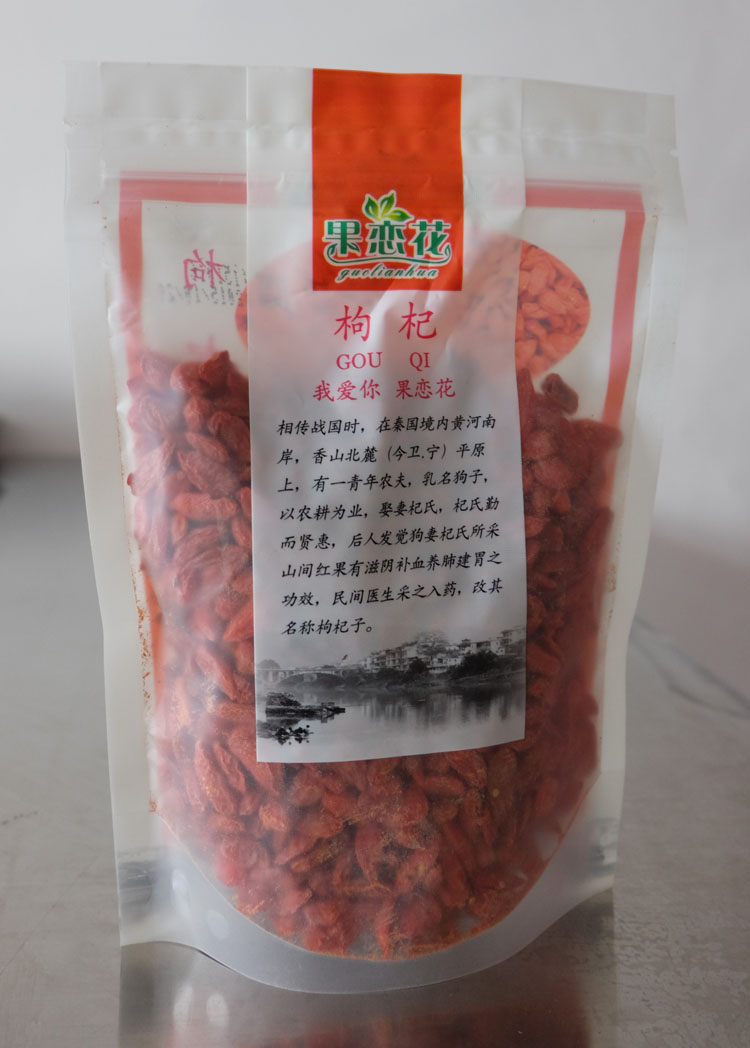 果恋花
guolianhua
枸杞
GOU QI
我爱你 果恋花
相传战国时，在秦国境内黄河南
岸，香山北麓（今卫.宁）平原
上，有一青年农夫，乳名狗子，
以农耕为业，娶妻杞氏，杞氏勤
而贤惠，后人发觉狗妻杞氏所采
山间红果有滋阴补血养肺建胃之
功效，民间医生采之入药，改其
名称枸杞子。